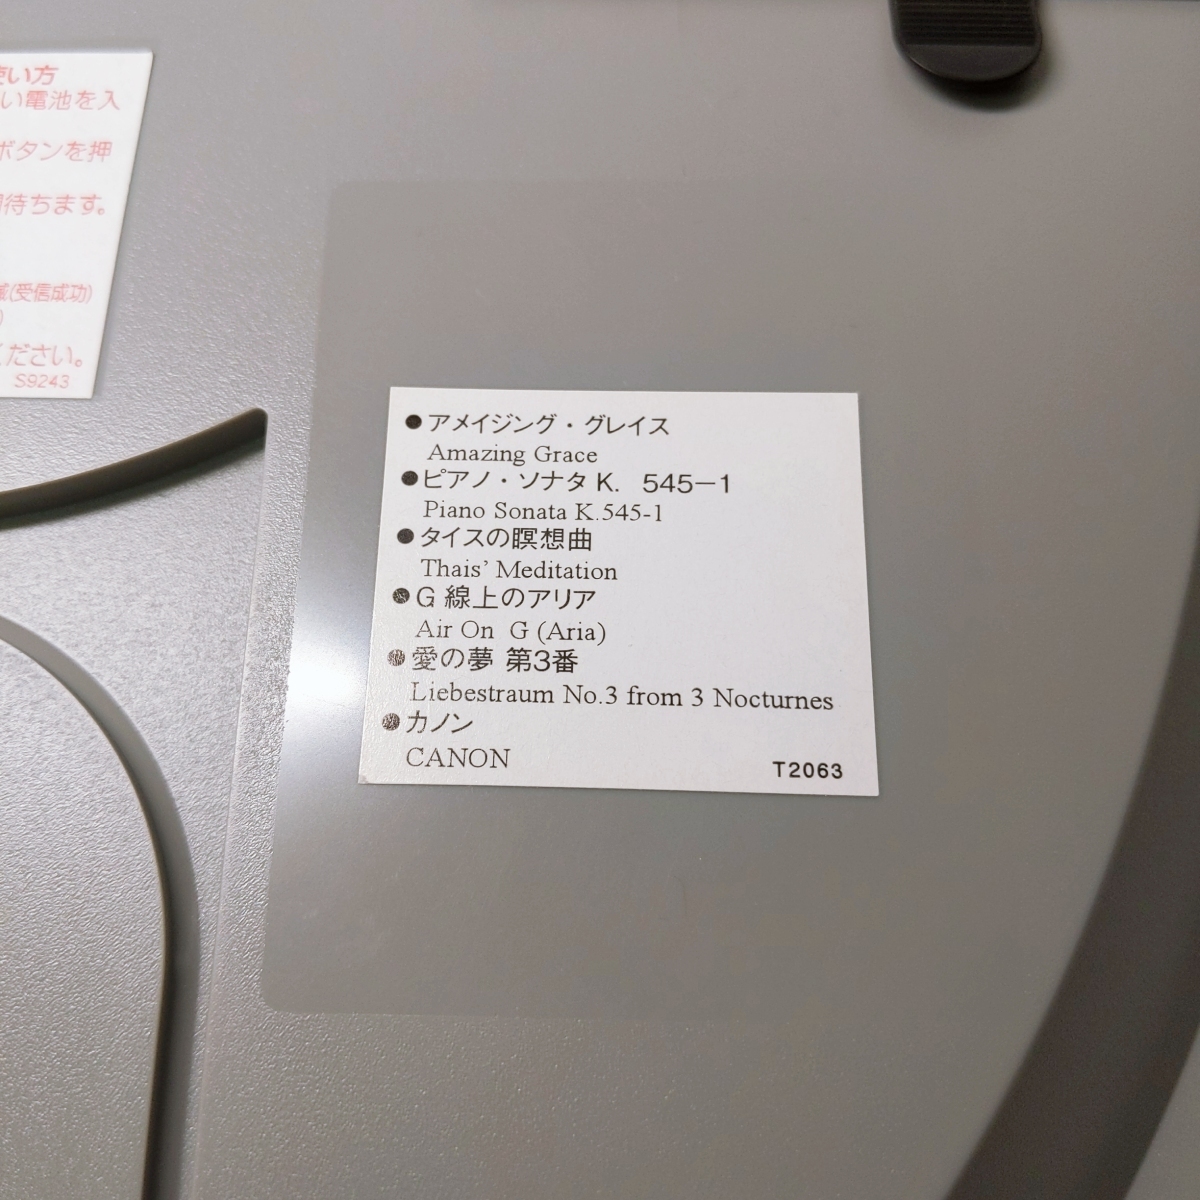 使い方
い電池を入
ボタンを押
間待ちます。
(受信成功)
)
ください。
S9243
●アメイジング・グレイス
Amazing Grace
●ピアノ・ソナタ K. 545−1
Piano Sonata K.545-1
●タイスの瞑想曲
Thais' Meditation
●G 線上のアリア
Air On G (Aria)
●愛の夢 第3番
Liebestraum No.3 from 3 Nocturnes
●カノン
CANON
T2063